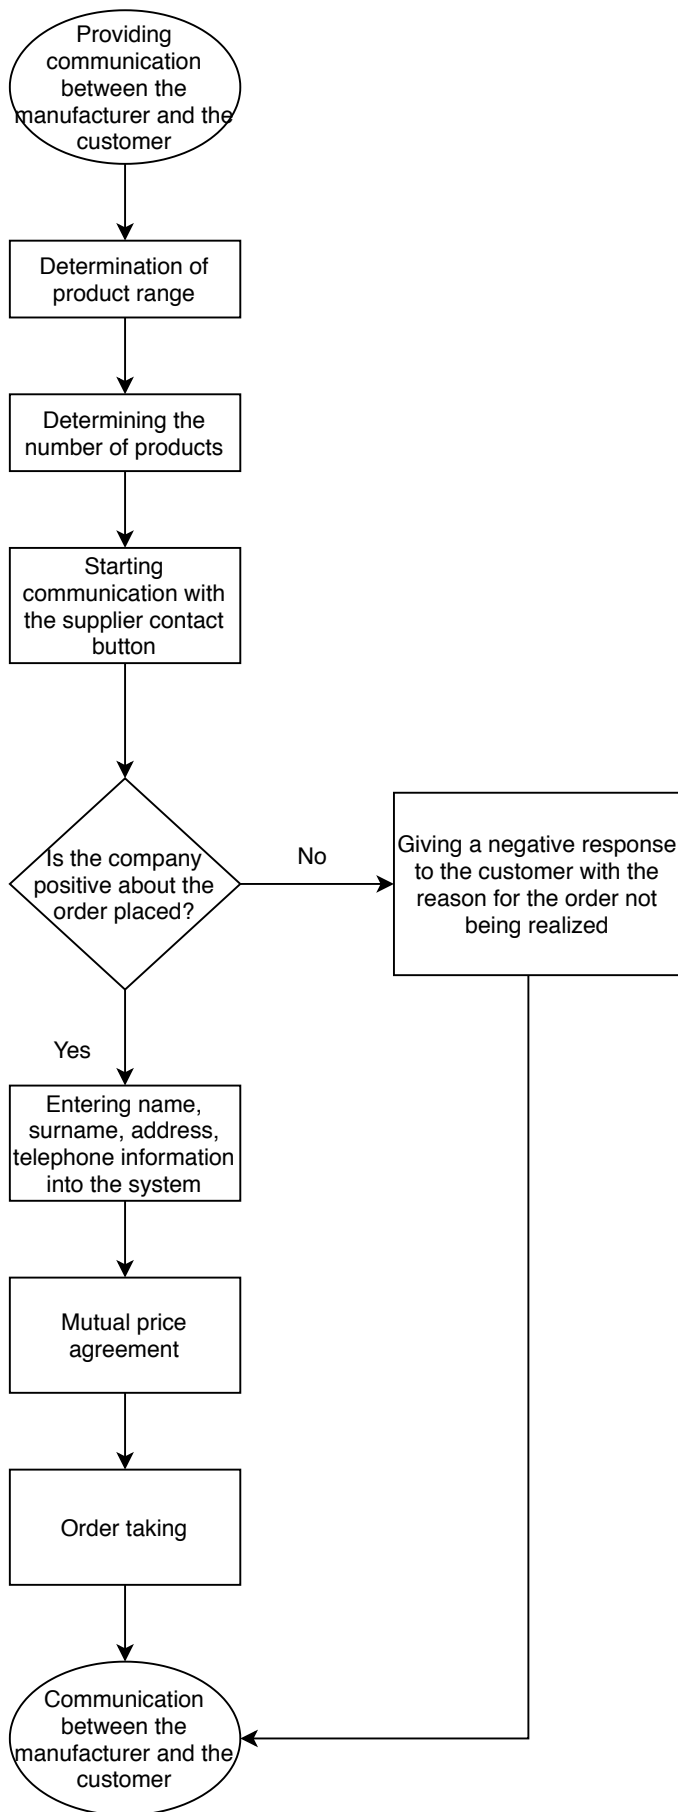 Providing
communication
between the
manufacturer and the
customer
Determination of
product range
Determining the
number of products
Starting
communication with
the supplier contact
button
Is the company
positive about the
order placed?
No
Giving a negative response
to the customer with the
reason for the order not
being realized
Yes
Entering name,
surname, address,
telephone information
into the system
Mutual price
agreement
Order taking
Communication
between the
manufacturer and the
customer